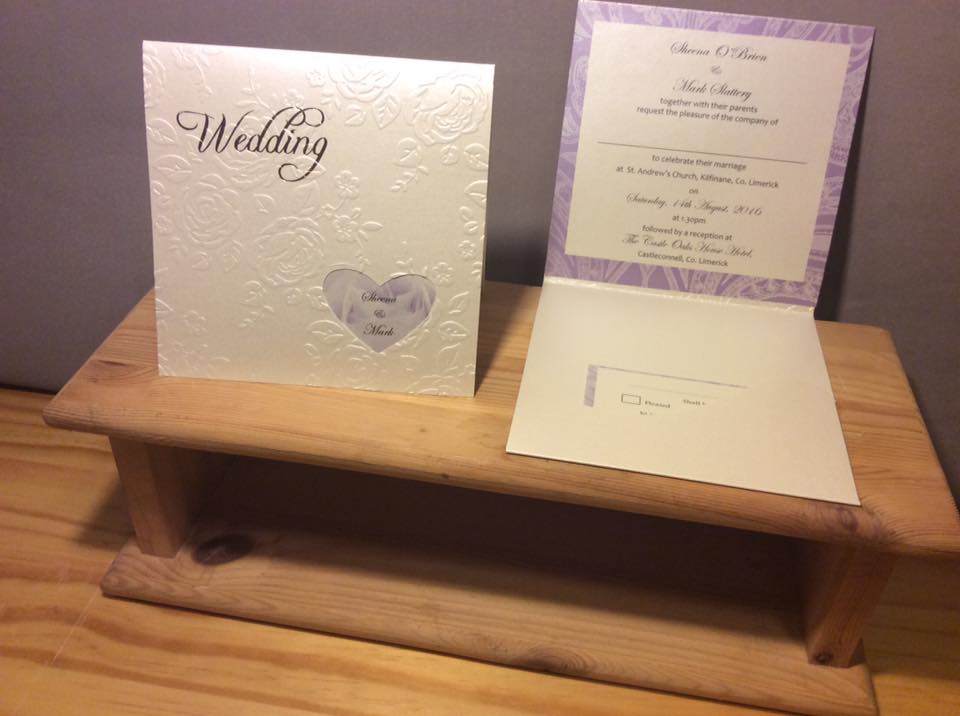 Wedding
Sheena
&
Mark
Sheena O'Brien
&
Mark Slattery
together with their parents
request the pleasure of the company of
to celebrate their marriage
at St. Andrew's Church, Kilfinane, Co. Limerick
Saturday, 14th August, 2016
at 1.30pm
followed by a reception at
The Castle Oaks House Hotel,
Castleconnell, Co. Limerick
Pleased Shall
to